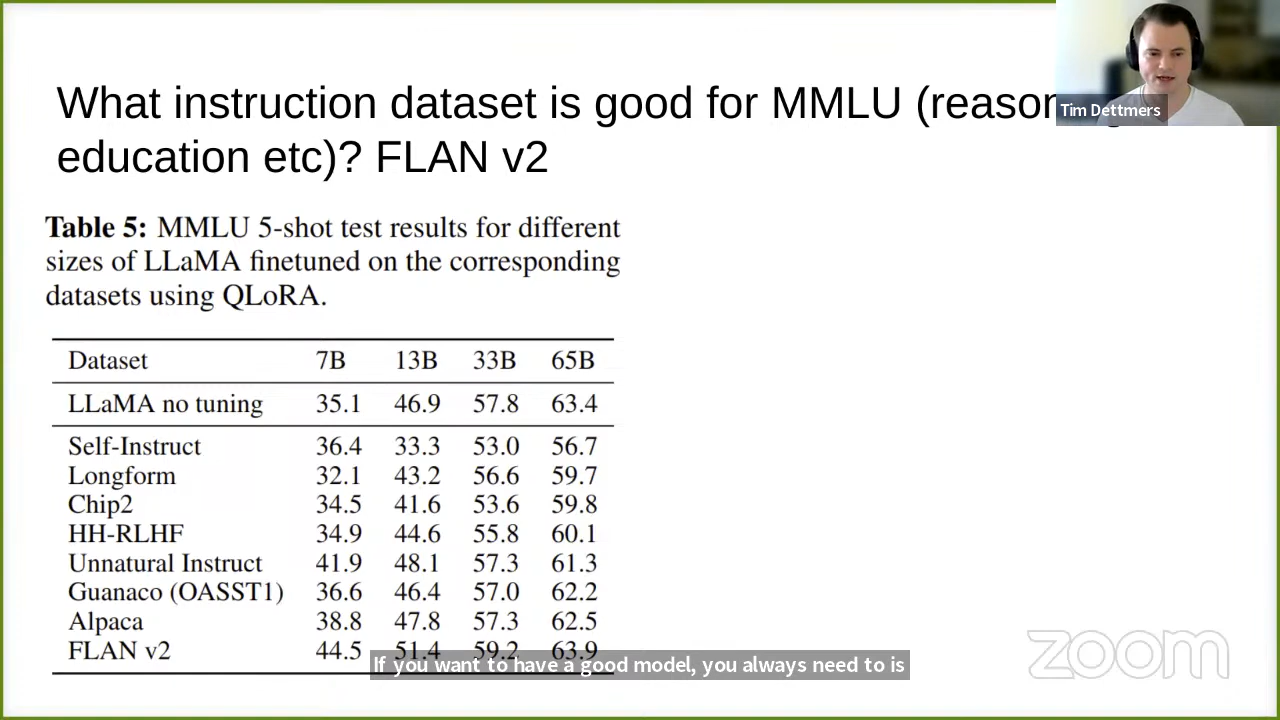 What instruction dataset is good for MMLU (reason
education etc)? FLAN v2
Tim Dettmers
Table 5: MMLU 5-shot test results for different
sizes of LLaMA finetuned on the corresponding
datasets using QLoRA.
Dataset 7B 13B 33B 65B
LLaMA no tuning 35.1 46.9 57.8 63.4
Self-Instruct 36.4 33.3 53.0 56.7
Longform 32.1 43.2 56.6 59.7
Chip2 34.5 41.6 53.6 59.8
HH-RLHF 34.9 44.6 55.8 60.1
Unnatural Instruct 41.9 48.1 57.3 61.3
Guanaco (OASST1) 36.6 46.4 57.0 62.2
Alpaca 38.8 47.8 57.3 62.5
FLAN v2 44.5 51.4 59.2 63.9
If you want to have a good model, you always need to is
zoom